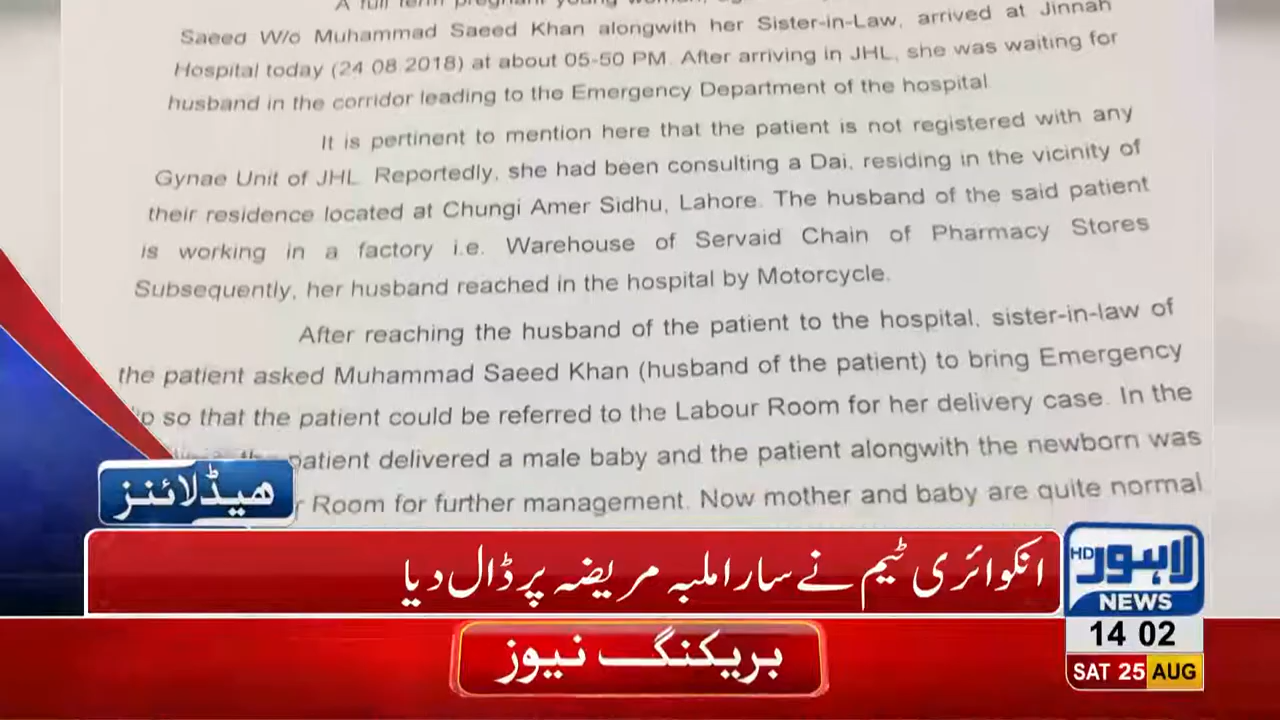 A full term pregnant young woman,
Saeed W/o Muhammad Saeed Khan alongwith her Sister-in-Law, arrived at Jinnah
Hospital today (24 08 2018) at about 05-50 PM. After arriving in JHL, she was waiting for
husband in the corridor leading to the Emergency Department of the hospital.
It is pertinent to mention here that the patient is not registered with any
Gynae Unit of JHL. Reportedly, she had been consulting a Dai, residing in the vicinity of
their residence located at Chungi Amer Sidhu, Lahore. The husband of the said patient
is working in a factory i.e. Warehouse of Servaid Chain of Pharmacy Stores
Subsequently, her husband reached in the hospital by Motorcycle.
After reaching the husband of the patient to the hospital, sister-in-law of
the patient asked Muhammad Saeed Khan (husband of the patient) to bring Emergency
so that the patient could be referred to the Labour Room for her delivery case. In the
patient delivered a male baby and the patient alongwith the newborn was
Room for further management. Now mother and baby are quite normal
ہیڈلائنز
انکوائری ٹیم نے سارا ملبہ مریضہ پر ڈال دیا
HD لاہور
NEWS
بریکنگ نیوز
14 02
SAT 25 AUG